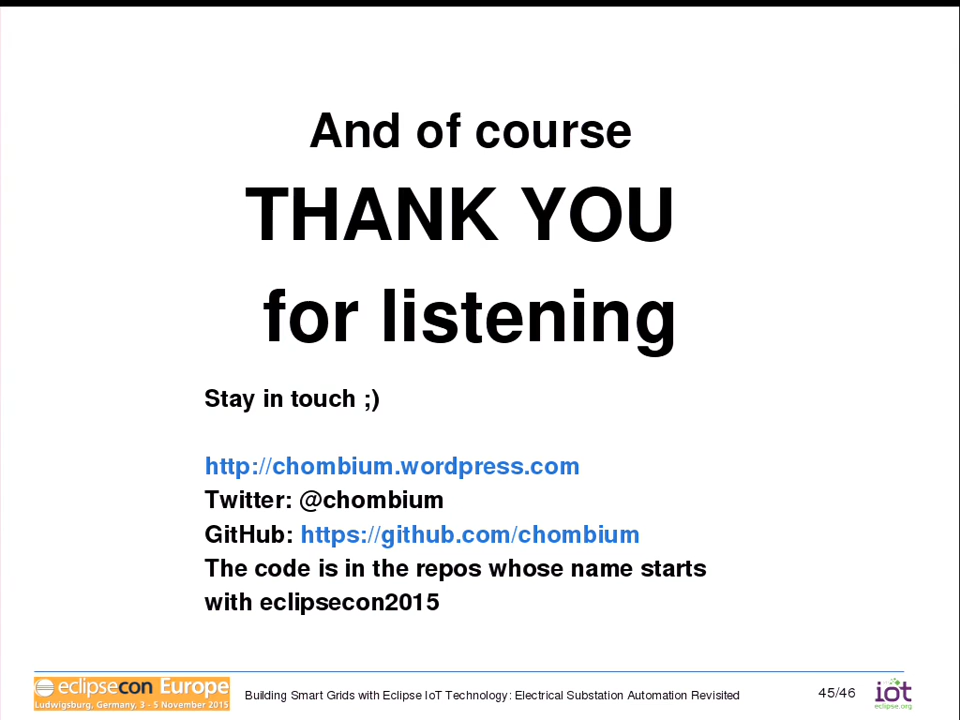 And of course
THANK YOU
for listening
Stay in touch ;)
http://chombium.wordpress.com
Twitter: @chombium
GitHub: https://github.com/chombium
The code is in the repos whose name starts
with eclipsecon2015
eclipsecon Europe
Ludwigsburg, Germany, 3 - 5 November 2015
Building Smart Grids with Eclipse IoT Technology: Electrical Substation Automation Revisited
45/46
iot
eclipse.org